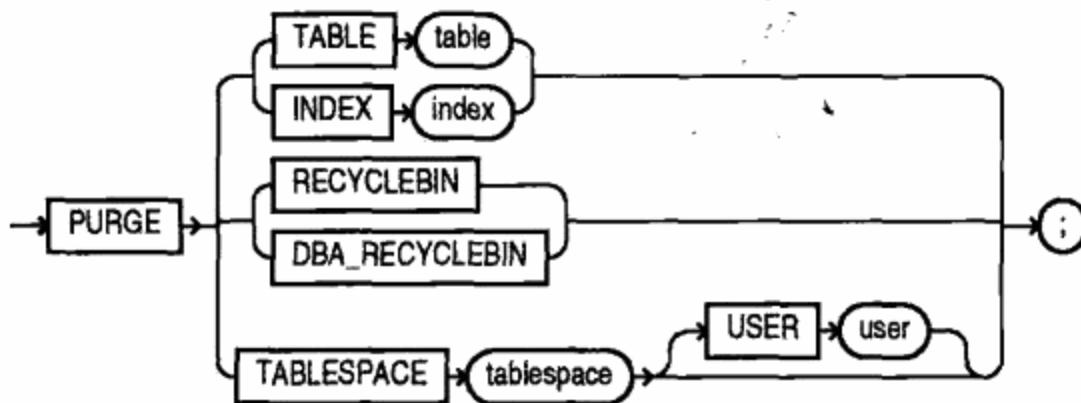 TABLE table
INDEX index
RECYCLEBIN
PURGE
DBA_RECYCLEBIN
;
USER user
TABLESPACE tablespace